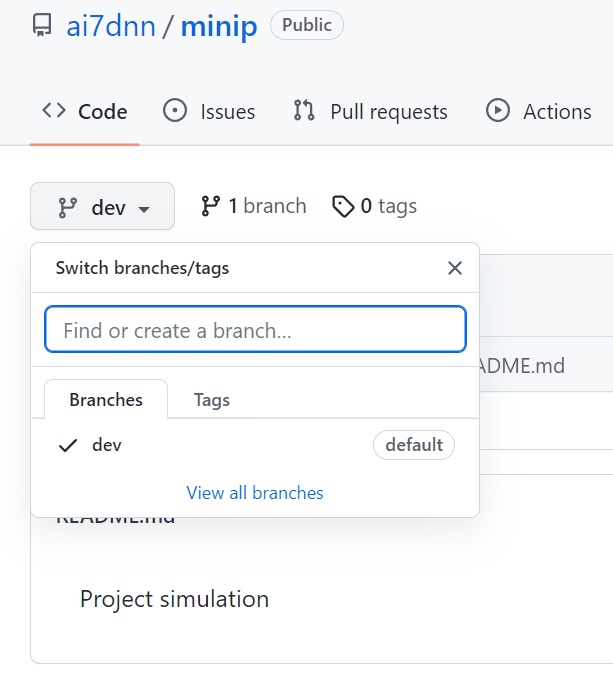 ai7dnn / minip Public
Code Issues Pull requests Actions
dev 1 branch 0 tags
Switch branches/tags
Find or create a branch...
ADME.md
Branches Tags
dev default
View all branches
README.md
Project simulation